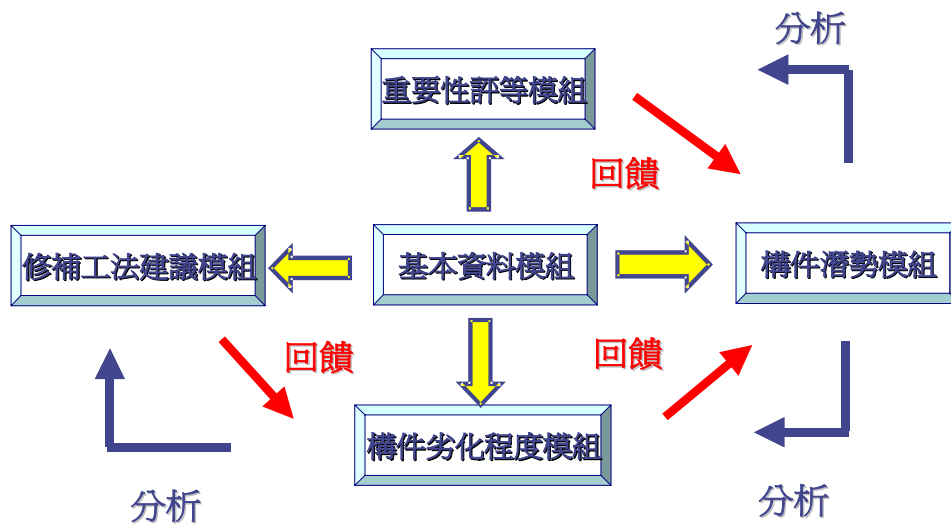 分析
重要性評等模組
回饋
修補工法建議模組
基本資料模組
構件潛勢模組
回饋
回饋
構件劣化程度模組
分析
分析